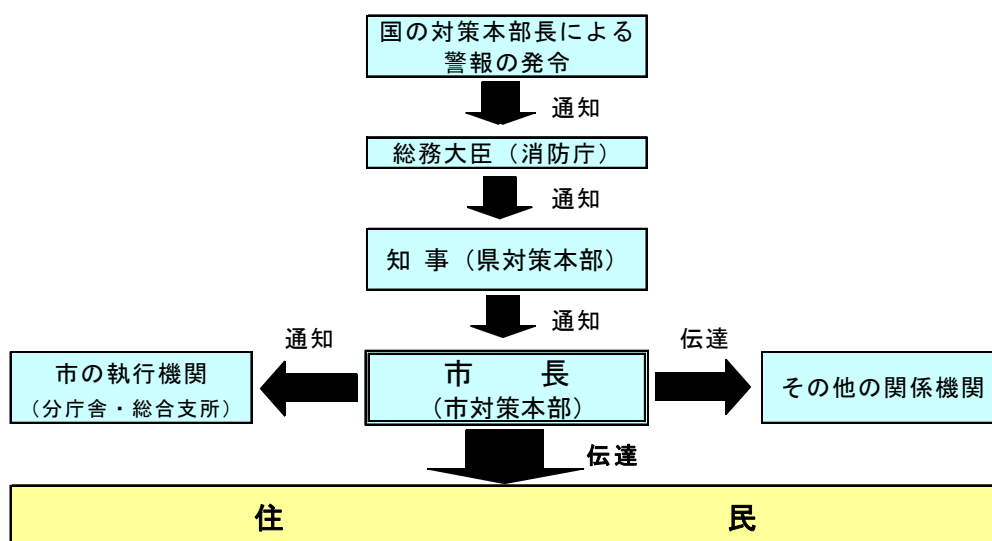 国の対策本部長による
警報の発令
通知
総務大臣（消防庁）
通知
知 事（県対策本部）
通知
通知
伝達
市の執行機関
（分庁舎・総合支所）
市 長
（市対策本部）
その他の関係機関
伝達
住 民